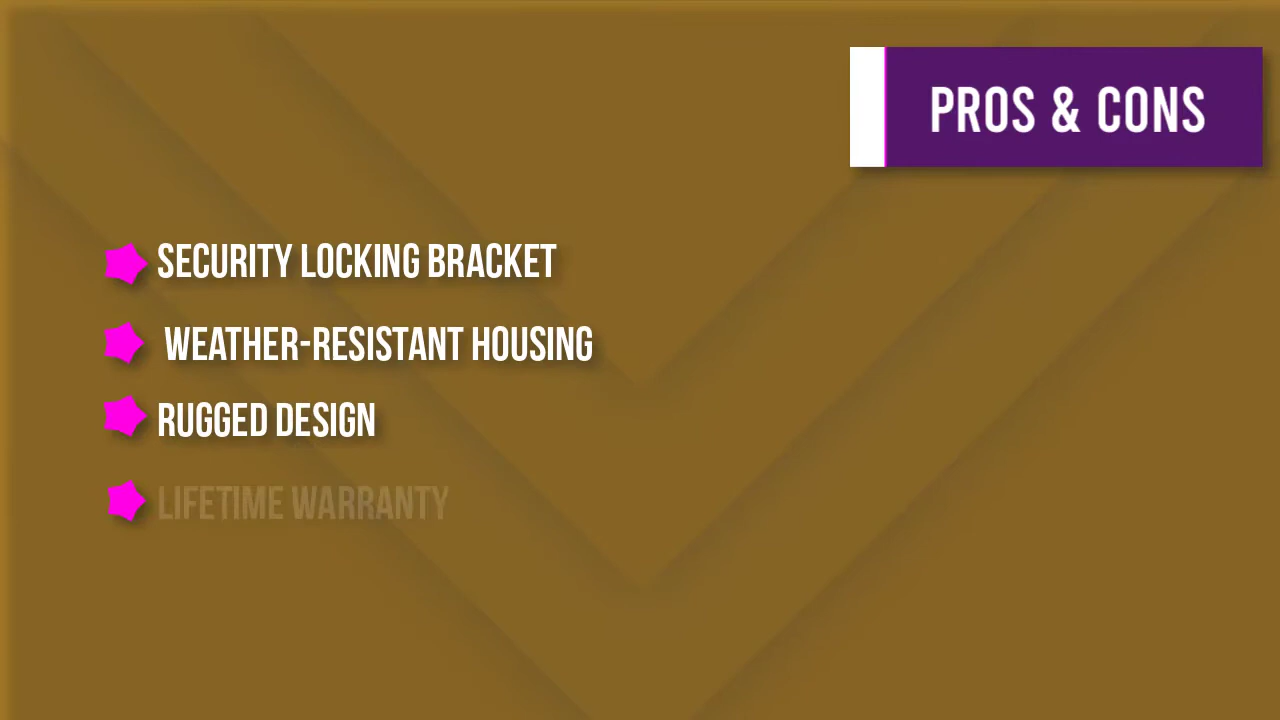 PROS & CONS
SECURITY LOCKING BRACKET
WEATHER-RESISTANT HOUSING
RUGGED DESIGN
LIFETIME WARRANTY